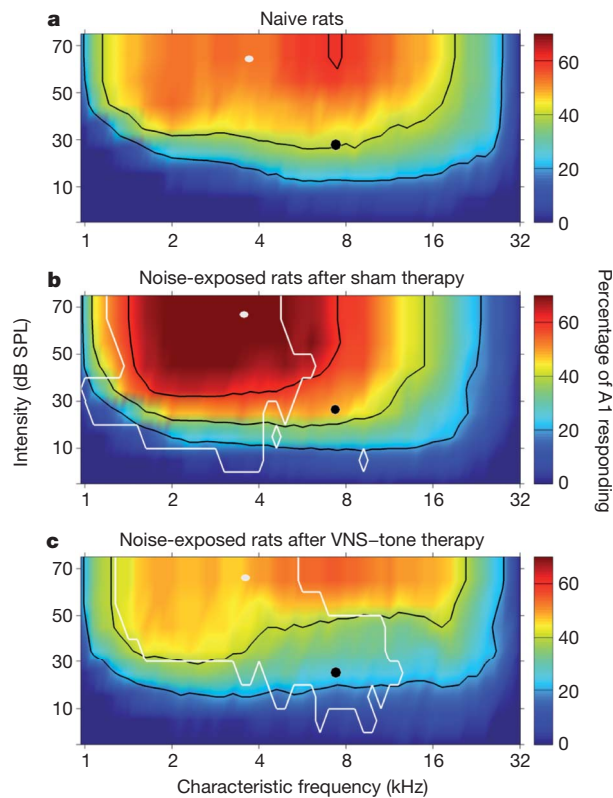 a
Naive rats
70
50
30
10
1 2 4 8 16 32
60
40
20
0
b
Noise-exposed rats after sham therapy
70
50
30
10
1 2 4 8 16 32
60
40
20
0
Intensity (dB SPL)
Percentage of A1 responding
c
Noise-exposed rats after VNS–tone therapy
70
50
30
10
1 2 4 8 16 32
60
40
20
0
Characteristic frequency (kHz)